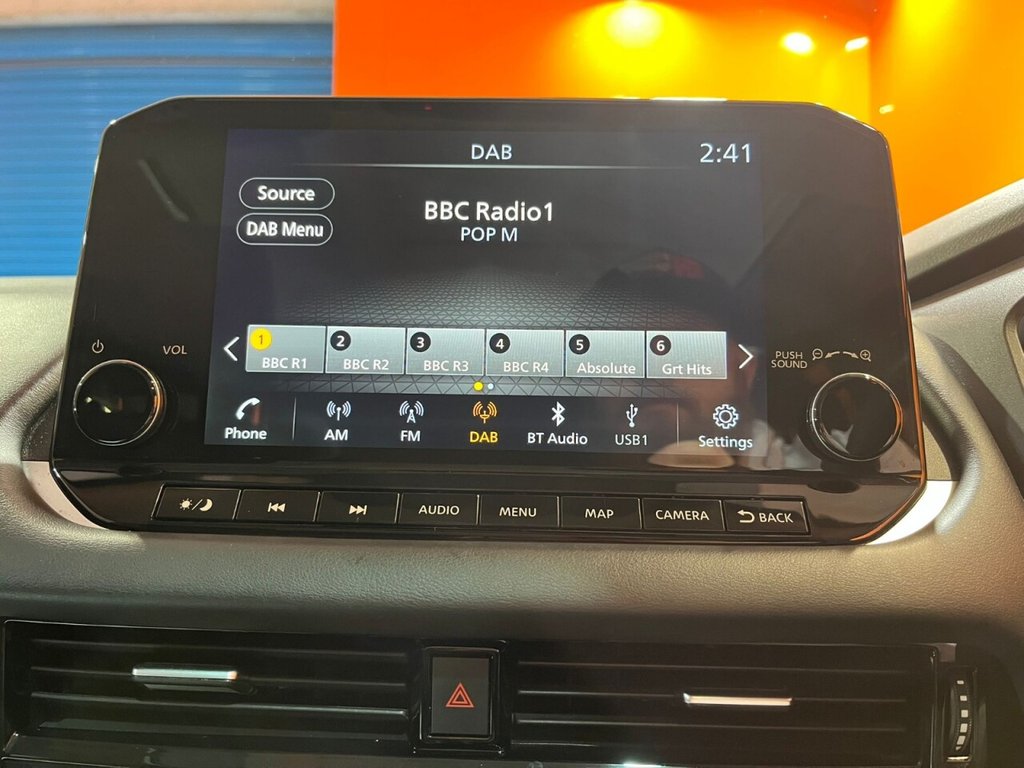 DAB
2:41
Source
BBC Radio1
DAB Menu
POP M
1 2 3 4 5 6
BBC R1 BBC R2 BBC R3 BBC R4 Absolute Grt Hits
VOL
PUSH
SOUND
Phone AM FM DAB BT Audio USB1 Settings
AUDIO MENU MAP CAMERA BACK